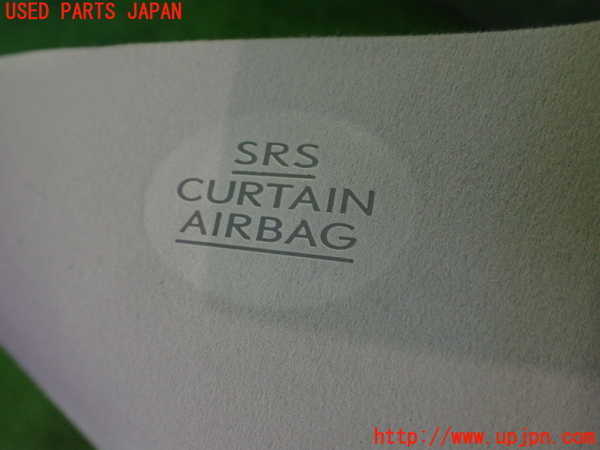 USED PARTS JAPAN
SRS
CURTAIN
AIRBAG
http://www.upjpn.com